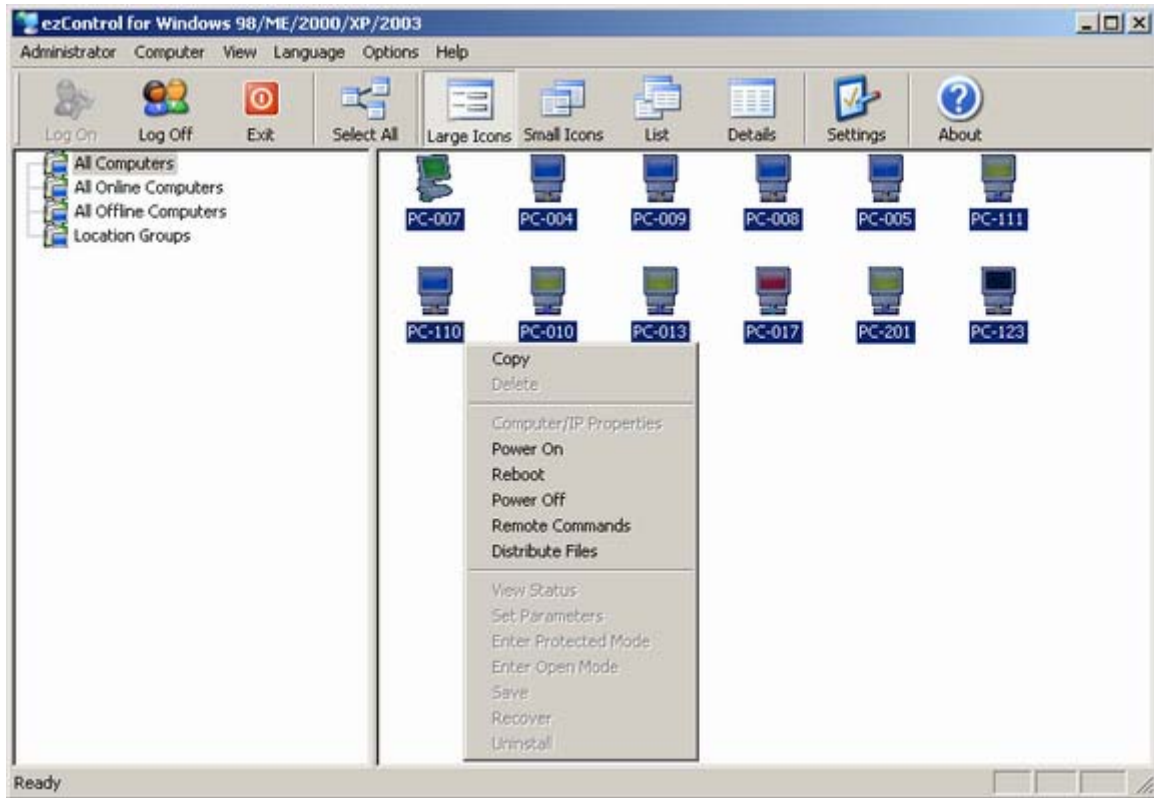 ezControl for Windows 98/ME/2000/XP/2003
Administrator Computer View Language Options Help
Log On Log Off Exit Select All Large Icons Small Icons List Details Settings About
All Computers
All Online Computers
All Offline Computers
Location Groups
PC-007 PC-004 PC-009 PC-008 PC-005 PC-111
PC-110 PC-010 PC-013 PC-017 PC-201 PC-123
Copy
Delete
Computer/IP Properties
Power On
Reboot
Power Off
Remote Commands
Distribute Files
View Status
Set Parameters
Enter Protected Mode
Enter Open Mode
Save
Recover
Uninstall
Ready